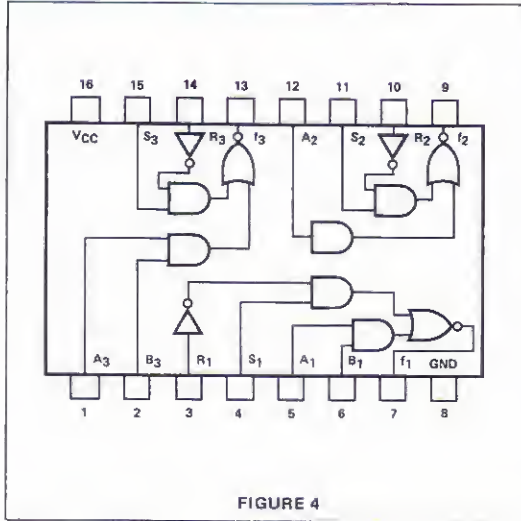 16 15 14 13 12 11 10 9
VCC S3 R3 f3 A2 S2 R2 f2
A3 B3 R1 S1 A1 B1 f1 GND
1 2 3 4 5 6 7 8
FIGURE 4